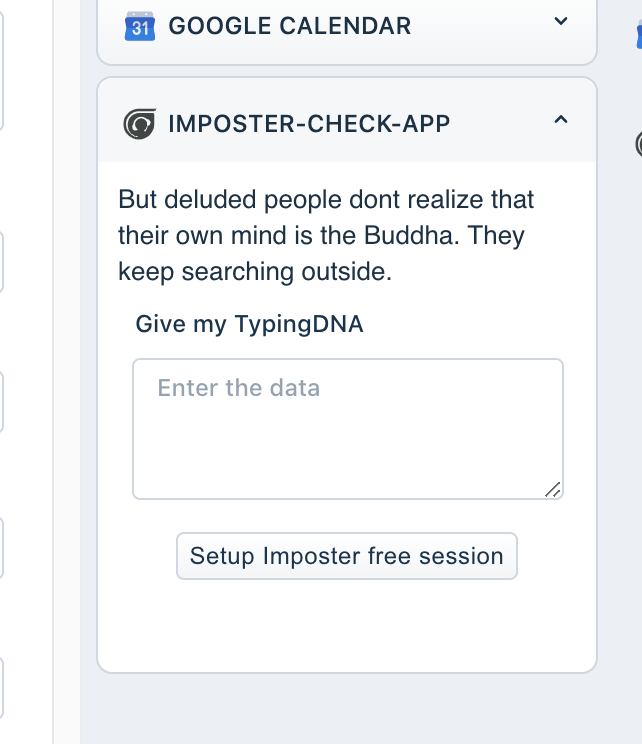 31 GOOGLE CALENDAR
IMPOSTER-CHECK-APP
But deluded people dont realize that
their own mind is the Buddha. They
keep searching outside.
Give my TypingDNA
Enter the data
Setup Imposter free session